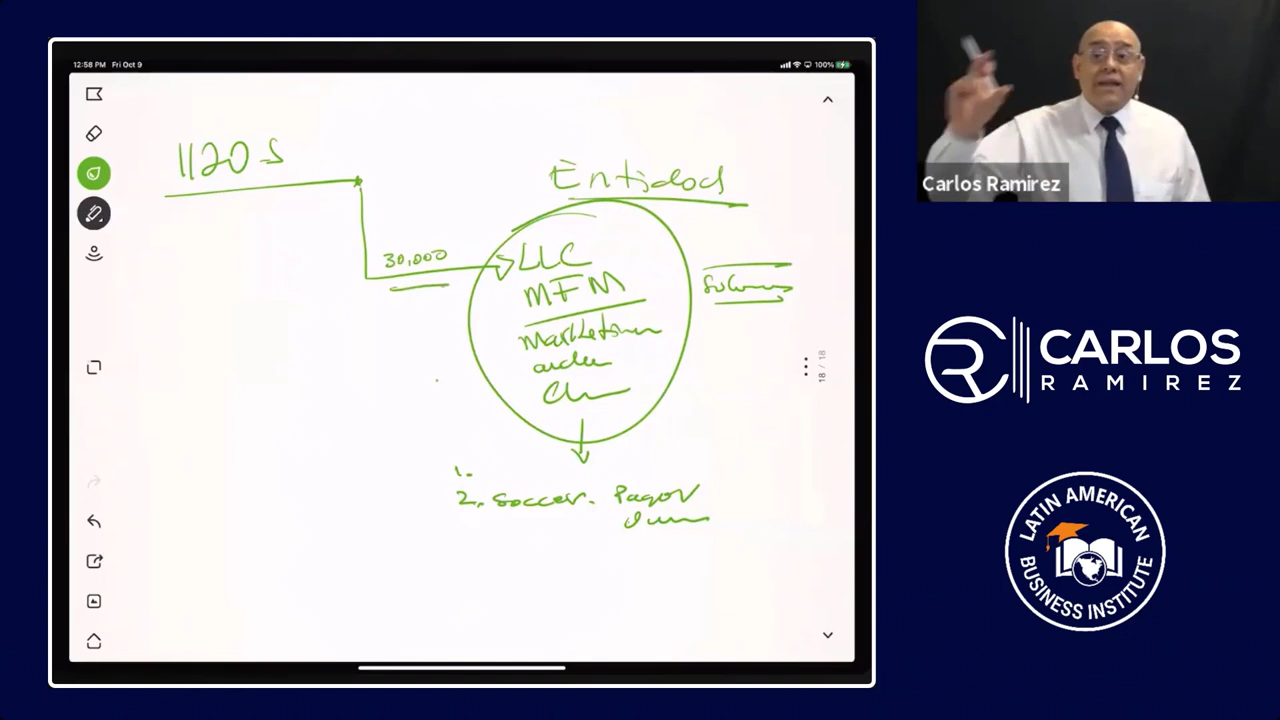 12:58 PM Fri Oct 9
100%
1120 S
Entidad
30,000
LLC
MFM
1.
2. Soccer. Pagos
18 / 18
Carlos Ramirez
CARLOS
RAMIREZ
LATIN AMERICAN
BUSINESS INSTITUTE